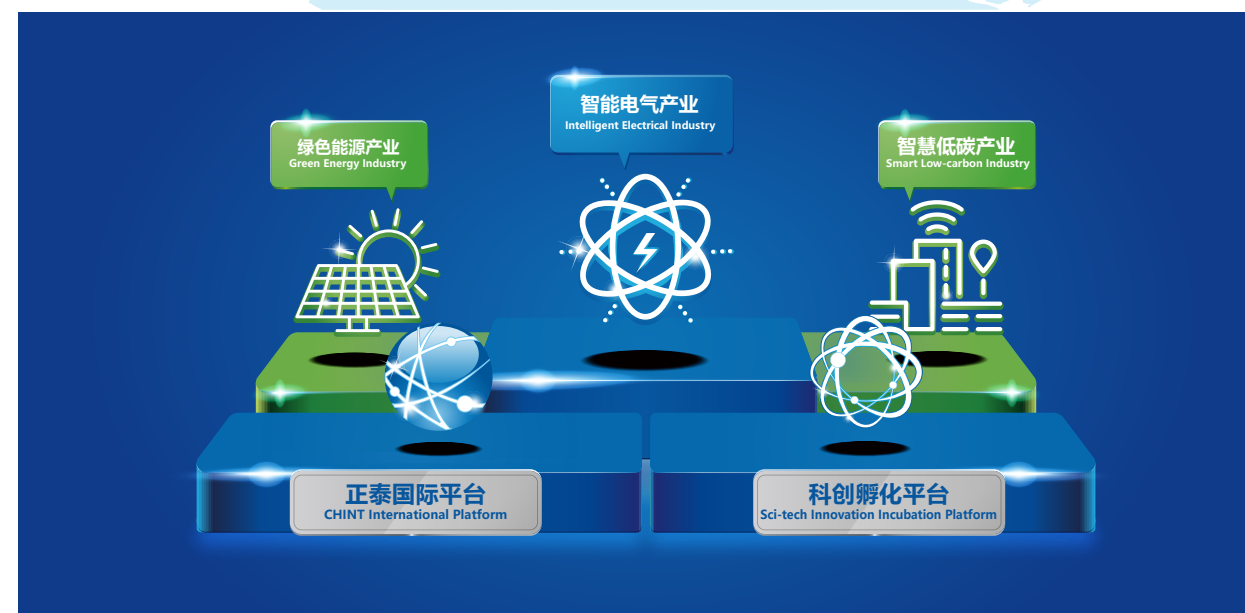 智能电气产业
Intelligent Electrical Industry
绿色能源产业
Green Energy Industry
智慧低碳产业
Smart Low-carbon Industry
正泰国际平台
CHINT International Platform
科创孵化平台
Sci-tech Innovation Incubation Platform